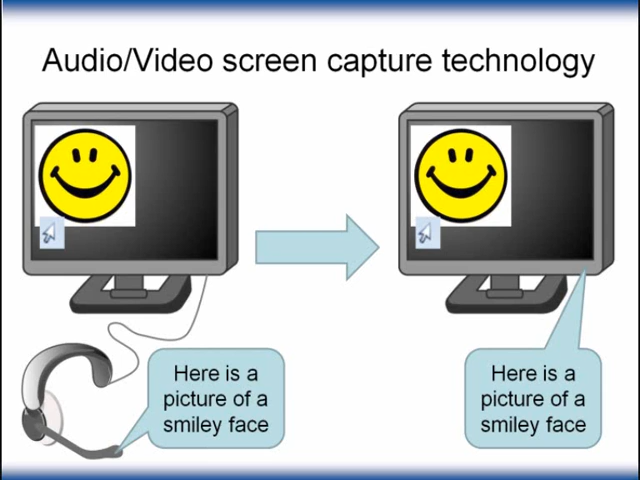 Audio/Video screen capture technology
Here is a
picture of a
smiley face
Here is a
picture of a
smiley face